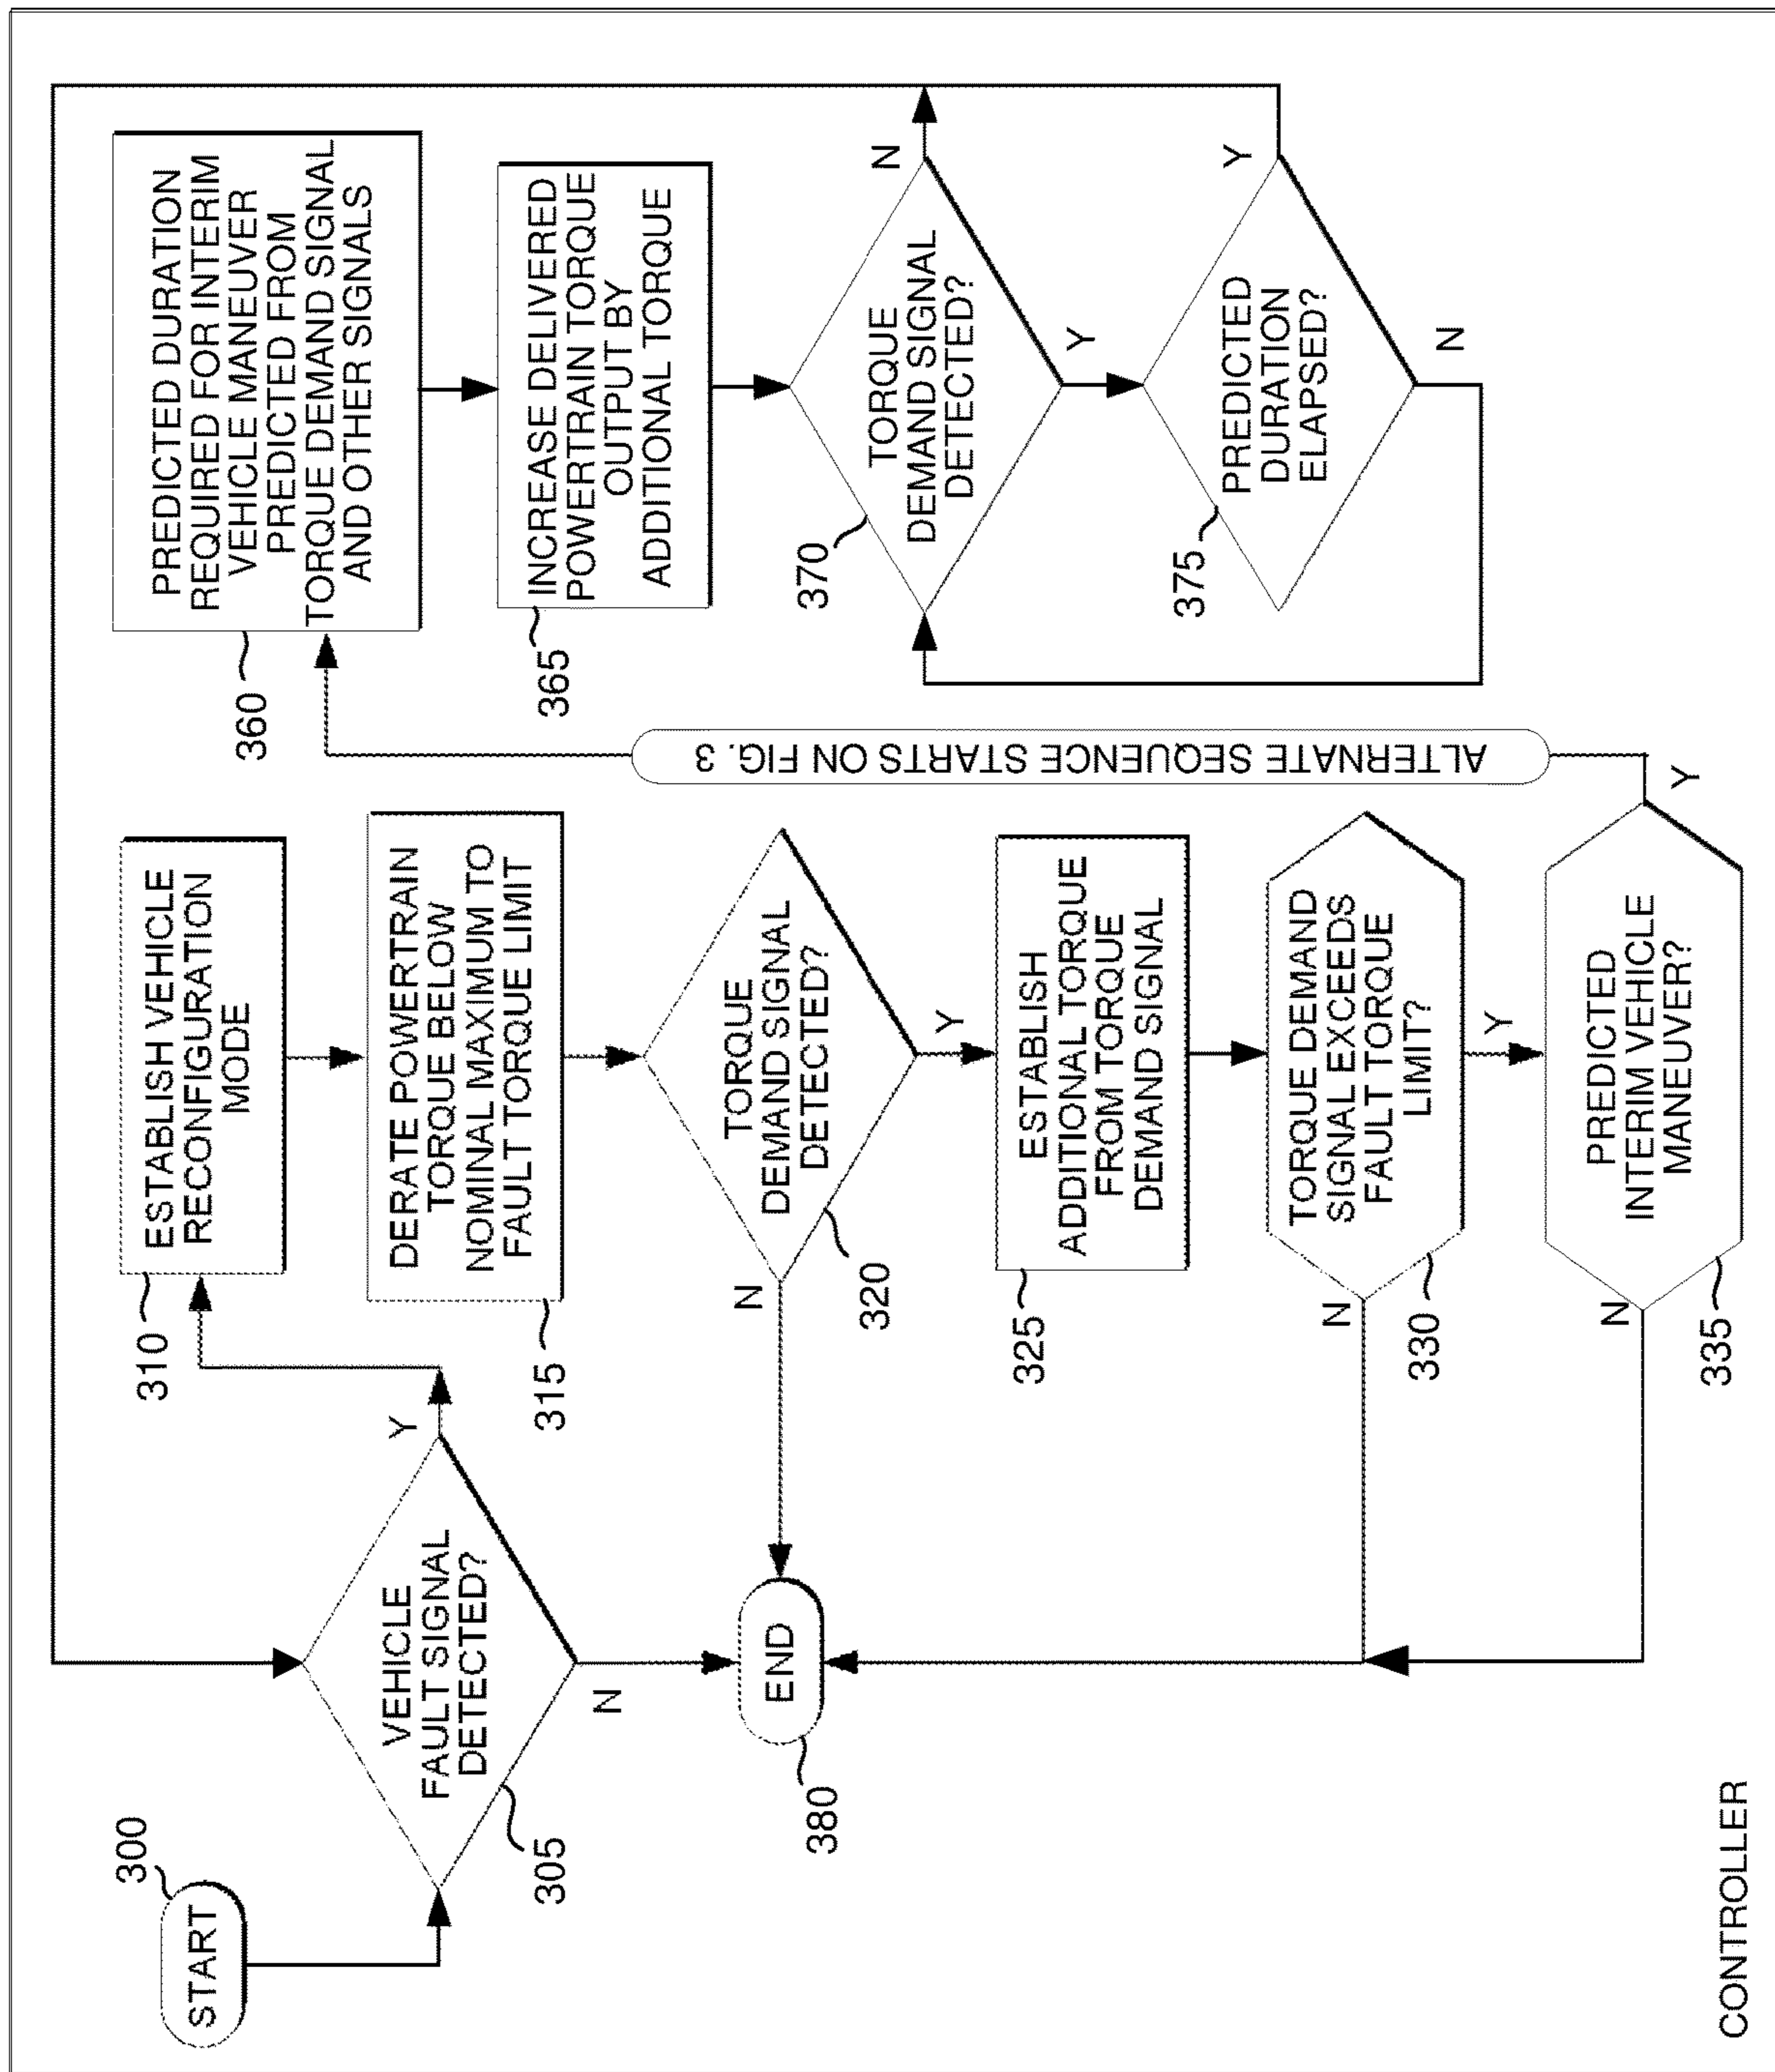 300
START
VEHICLE
FAULT SIGNAL
DETECTED?
305
Y
N
310
ESTABLISH VEHICLE
RECONFIGURATION
MODE
315
DERATE POWERTRAIN
TORQUE BELOW
NOMINAL MAXIMUM TO
FAULT TORQUE LIMIT
TORQUE
DEMAND SIGNAL
DETECTED?
320
N
Y
325
ESTABLISH
ADDITIONAL TORQUE
FROM TORQUE
DEMAND SIGNAL
TORQUE DEMAND
SIGNAL EXCEEDS
FAULT TORQUE
LIMIT?
330
N
Y
PREDICTED
INTERIM VEHICLE
MANEUVER?
335
N
Y
ALTERNATE SEQUENCE STARTS ON FIG. 3
360
PREDICTED DURATION
REQUIRED FOR INTERIM
VEHICLE MANEUVER
PREDICTED FROM
TORQUE DEMAND SIGNAL
AND OTHER SIGNALS
365
INCREASE DELIVERED
POWERTRAIN TORQUE
OUTPUT BY
ADDITIONAL TORQUE
370
TORQUE
DEMAND SIGNAL
DETECTED?
N
Y
375
PREDICTED
DURATION
ELAPSED?
Y
N
END
380
CONTROLLER